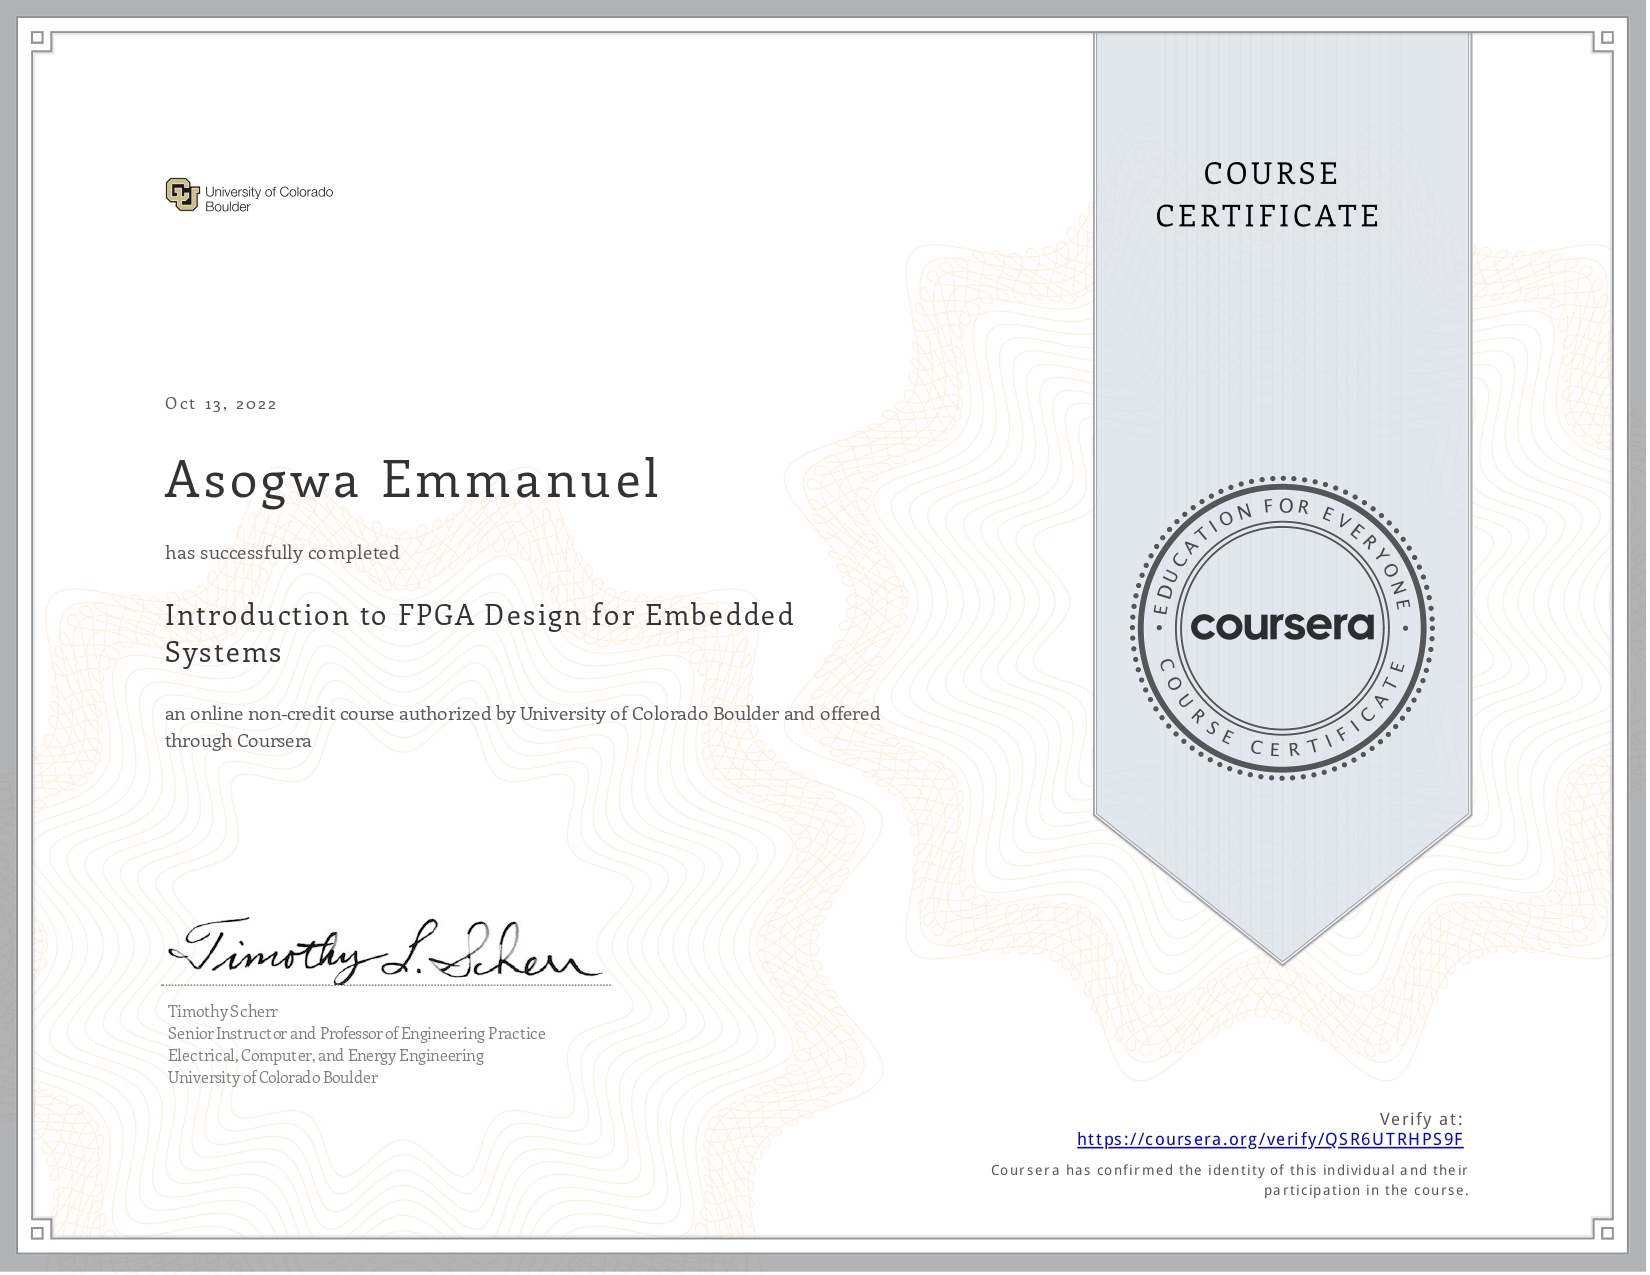 University of Colorado
Boulder
COURSE
CERTIFICATE
Oct 13, 2022
Asogwa Emmanuel
has successfully completed
Introduction to FPGA Design for Embedded
Systems
an online non-credit course authorized by University of Colorado Boulder and offered
through Coursera
EDUCATION FOR EVERYONE
coursera
COURSE CERTIFICATE
Timothy S. Scherr
Timothy Scherr
Senior Instructor and Professor of Engineering Practice
Electrical, Computer, and Energy Engineering
University of Colorado Boulder
Verify at:
https://coursera.org/verify/QSR6UTRHPS9F
Coursera has confirmed the identity of this individual and their
participation in the course.